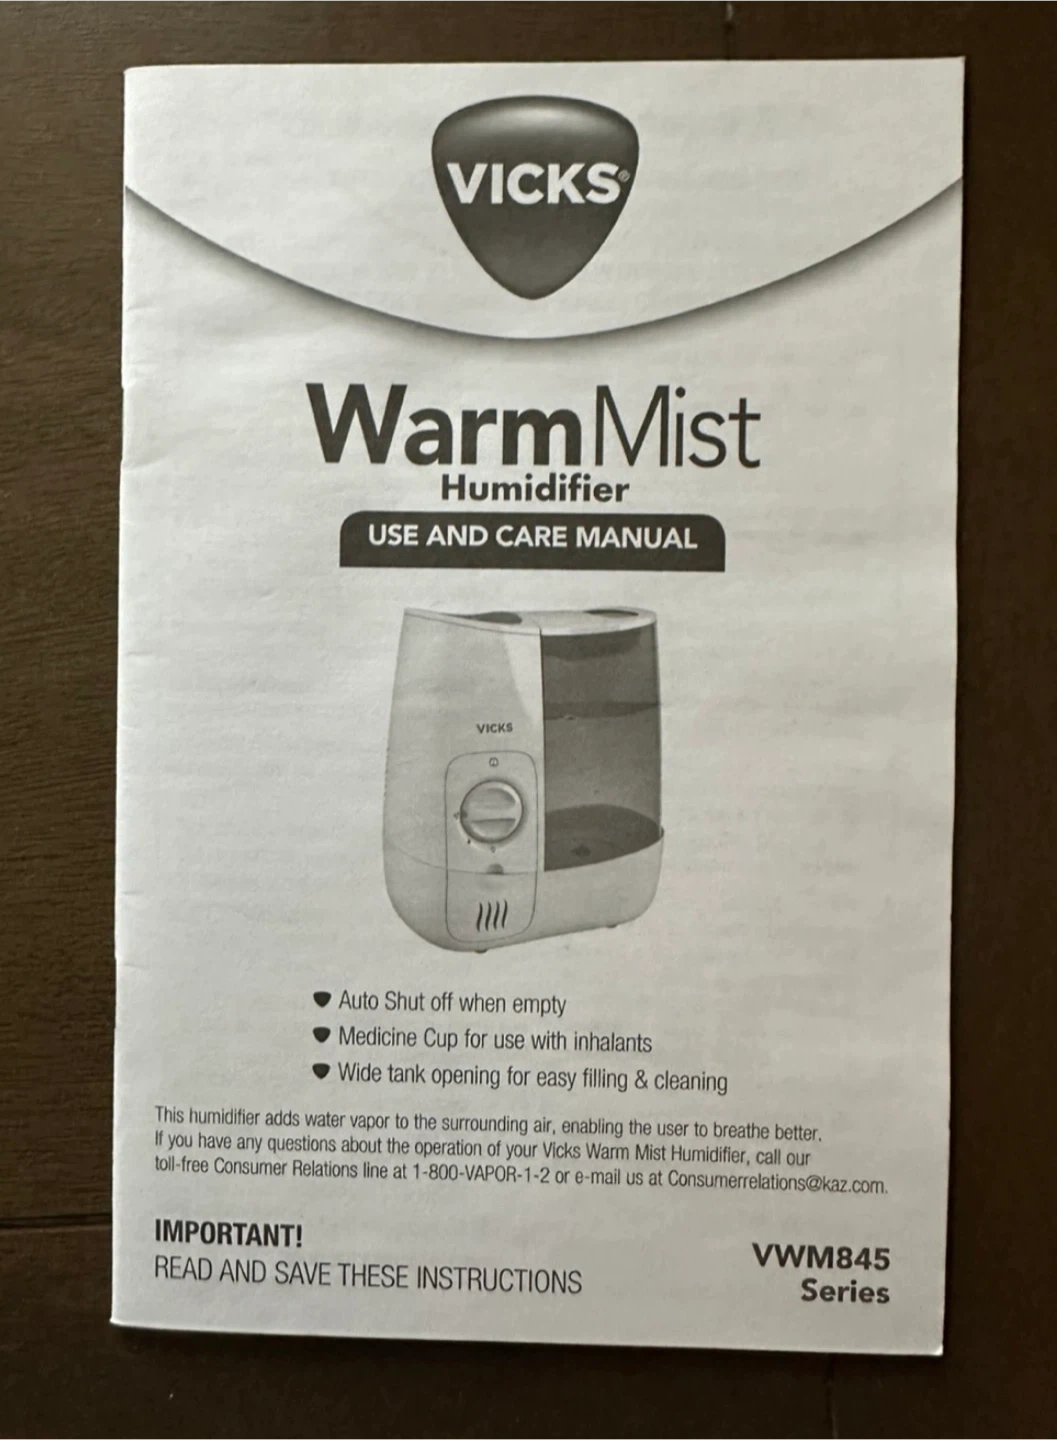 VICKS®
WarmMist
Humidifier
USE AND CARE MANUAL
VICKS
Auto Shut off when empty
Medicine Cup for use with inhalants
Wide tank opening for easy filling & cleaning
This humidifier adds water vapor to the surrounding air, enabling the user to breathe better.
If you have any questions about the operation of your Vicks Warm Mist Humidifier, call our
toll-free Consumer Relations line at 1-800-VAPOR-1-2 or e-mail us at Consumerrelations@kaz.com.
IMPORTANT!
READ AND SAVE THESE INSTRUCTIONS
VWM845
Series